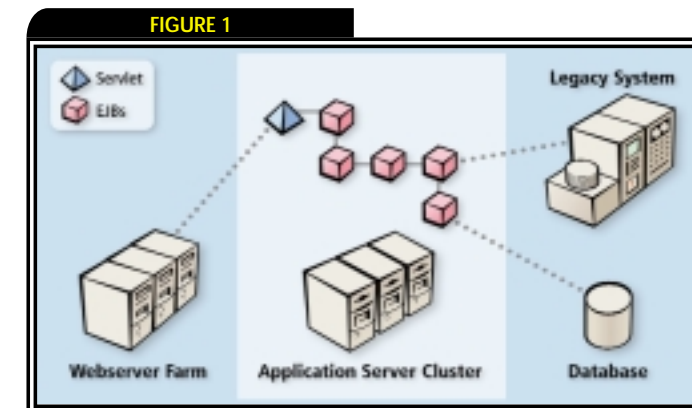 FIGURE 1
Servlet
EJBs
Legacy System
Webserver Farm
Application Server Cluster
Database